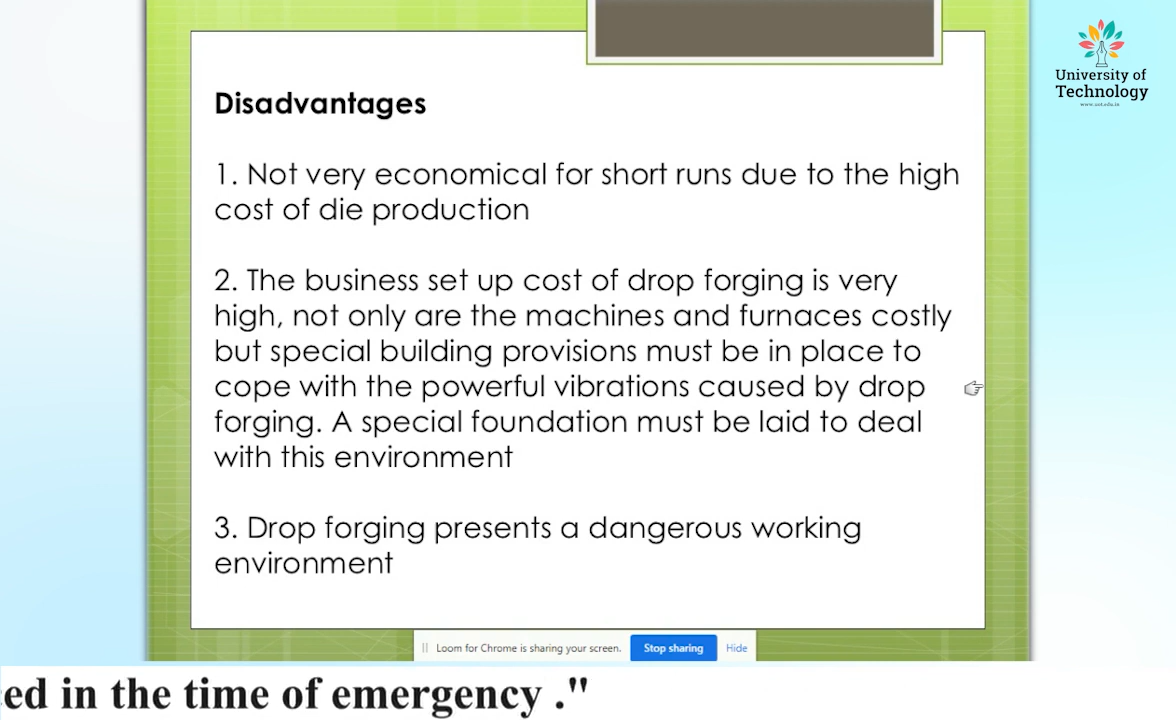 University of
Technology
www.uot.edu.in
Disadvantages
1. Not very economical for short runs due to the high
cost of die production
2. The business set up cost of drop forging is very
high, not only are the machines and furnaces costly
but special building provisions must be in place to
cope with the powerful vibrations caused by drop
forging. A special foundation must be laid to deal
with this environment
3. Drop forging presents a dangerous working
environment
Loom for Chrome is sharing your screen. Stop sharing Hide
ed in the time of emergency ."